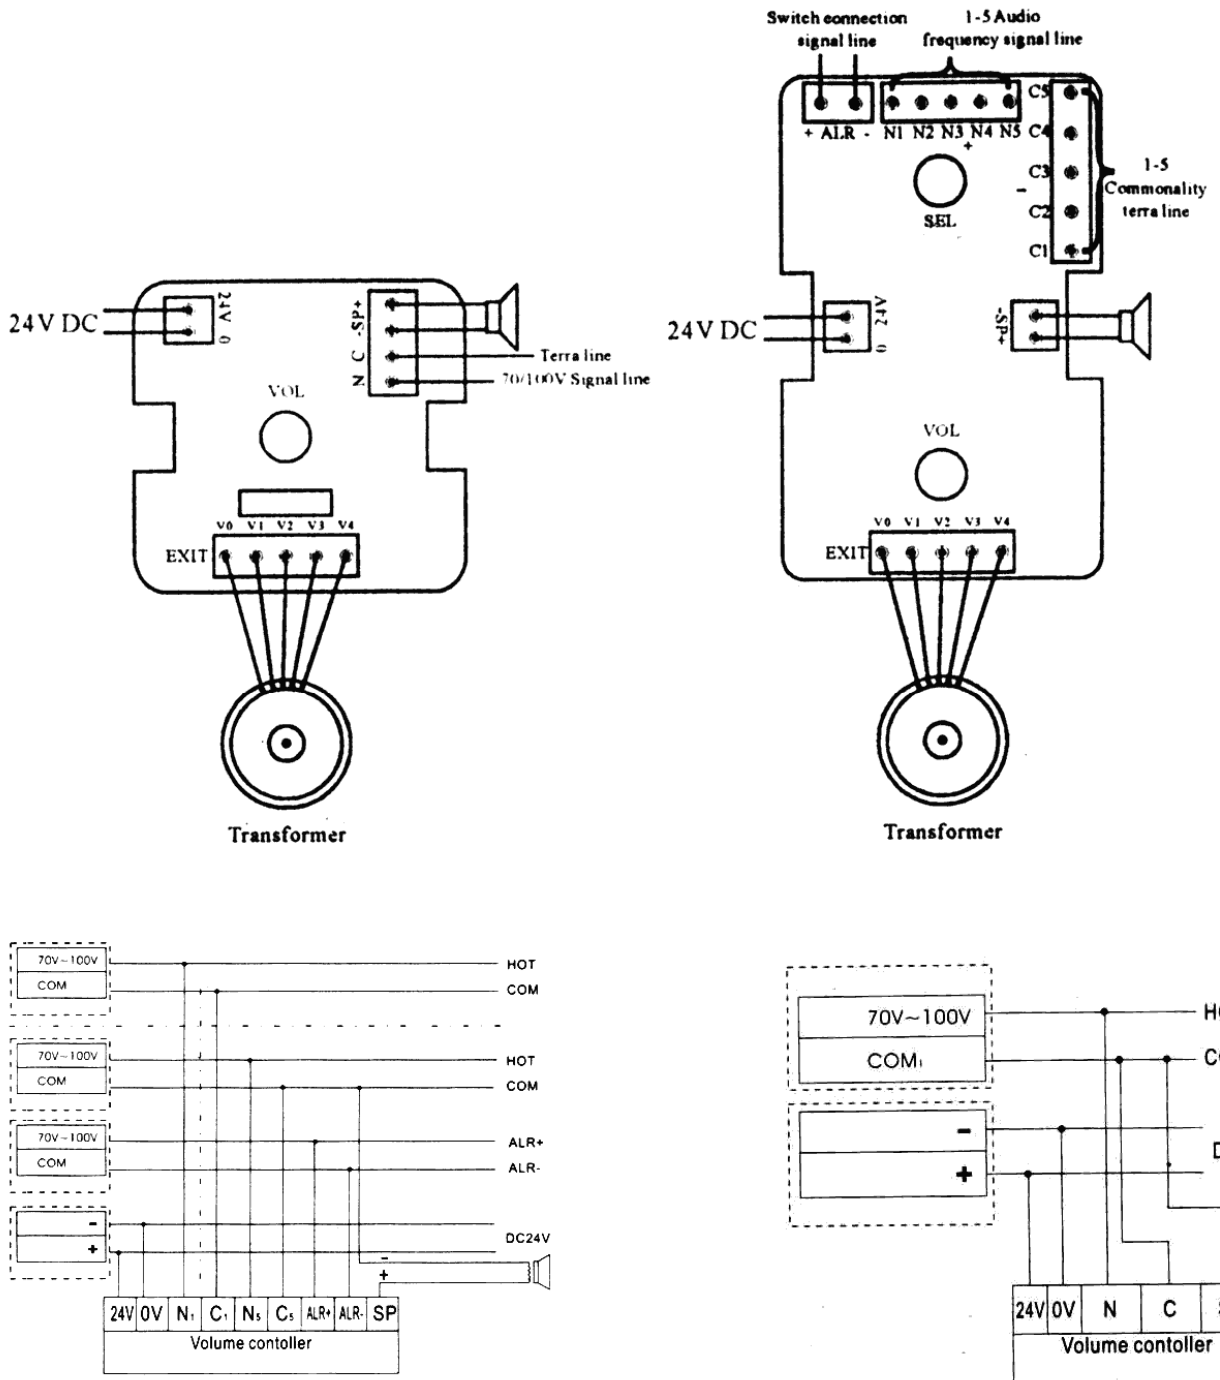 Switch connection
signal line
1-5 Audio
frequency signal line
+ ALR -
N1 N2 N3 N4 N5
+
C5
C4
C3
-
C2
C1
1-5
Commonality
terra line
SEL
24V DC
0 24V
-SP+
VOL
V0 V1 V2 V3 V4
EXIT
Transformer
24V DC
24V 0
N C -SP+
Terra line
70/100V Signal line
VOL
V0 V1 V2 V3 V4
EXIT
Transformer
70V~100V
COM
HOT
COM
70V~100V
COM
HOT
COM
70V~100V
COM
ALR+
ALR-
-
+
DC24V
-
+
24V 0V N1 C1 N5 C5 ALR+ ALR- SP
Volume contoller
70V~100V
COM
-
+
24V 0V N C
Volume contoller